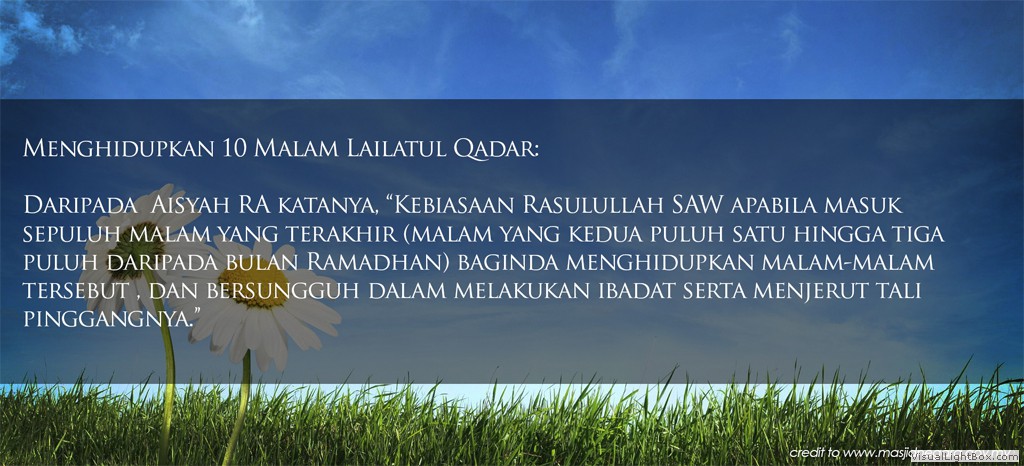 Menghidupkan 10 Malam Lailatul Qadar:
Daripada Aisyah RA katanya, “Kebiasaan Rasulullah SAW apabila masuk
sepuluh malam yang terakhir (malam yang kedua puluh satu hingga tiga
puluh daripada bulan Ramadhan) baginda menghidupkan malam-malam
tersebut , dan bersungguh dalam melakukan ibadat serta menjerut tali
pinggangnya.”
credit to
VisualLightBox.com